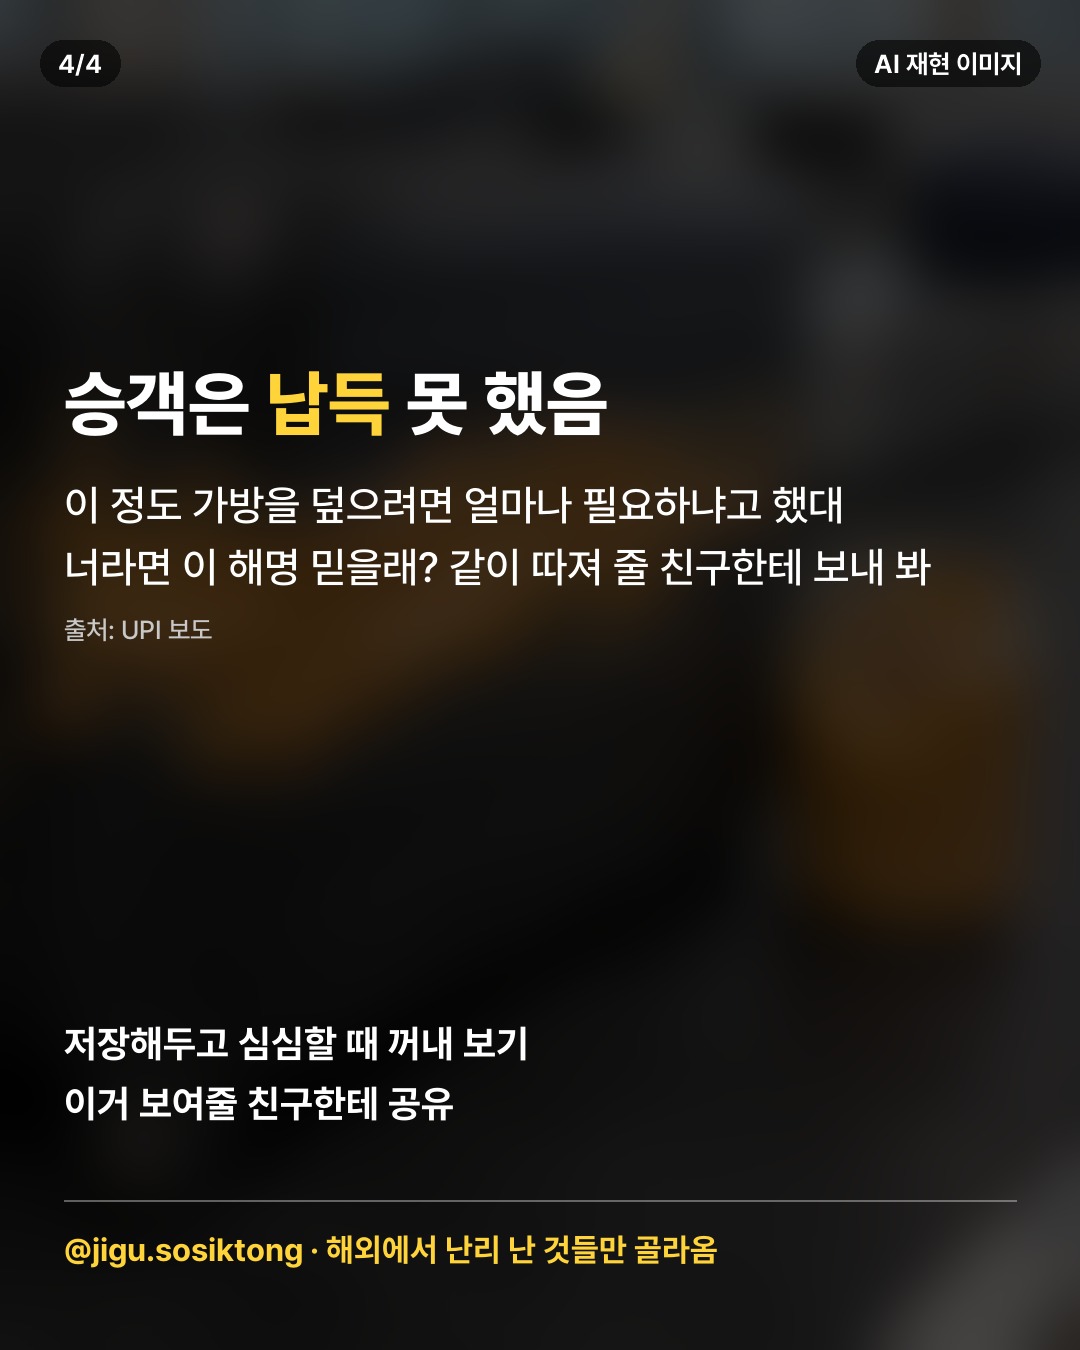 4/4
AI 재현 이미지
승객은 납득 못 했음
이 정도 가방을 덮으려면 얼마나 필요하냐고 했대
너라면 이 해명 믿을래? 같이 따져 줄 친구한테 보내 봐
출처: UPI 보도
저장해두고 심심할 때 꺼내 보기
이거 보여줄 친구한테 공유
@jigu.sosiktong · 해외에서 난리 난 것들만 골라옴